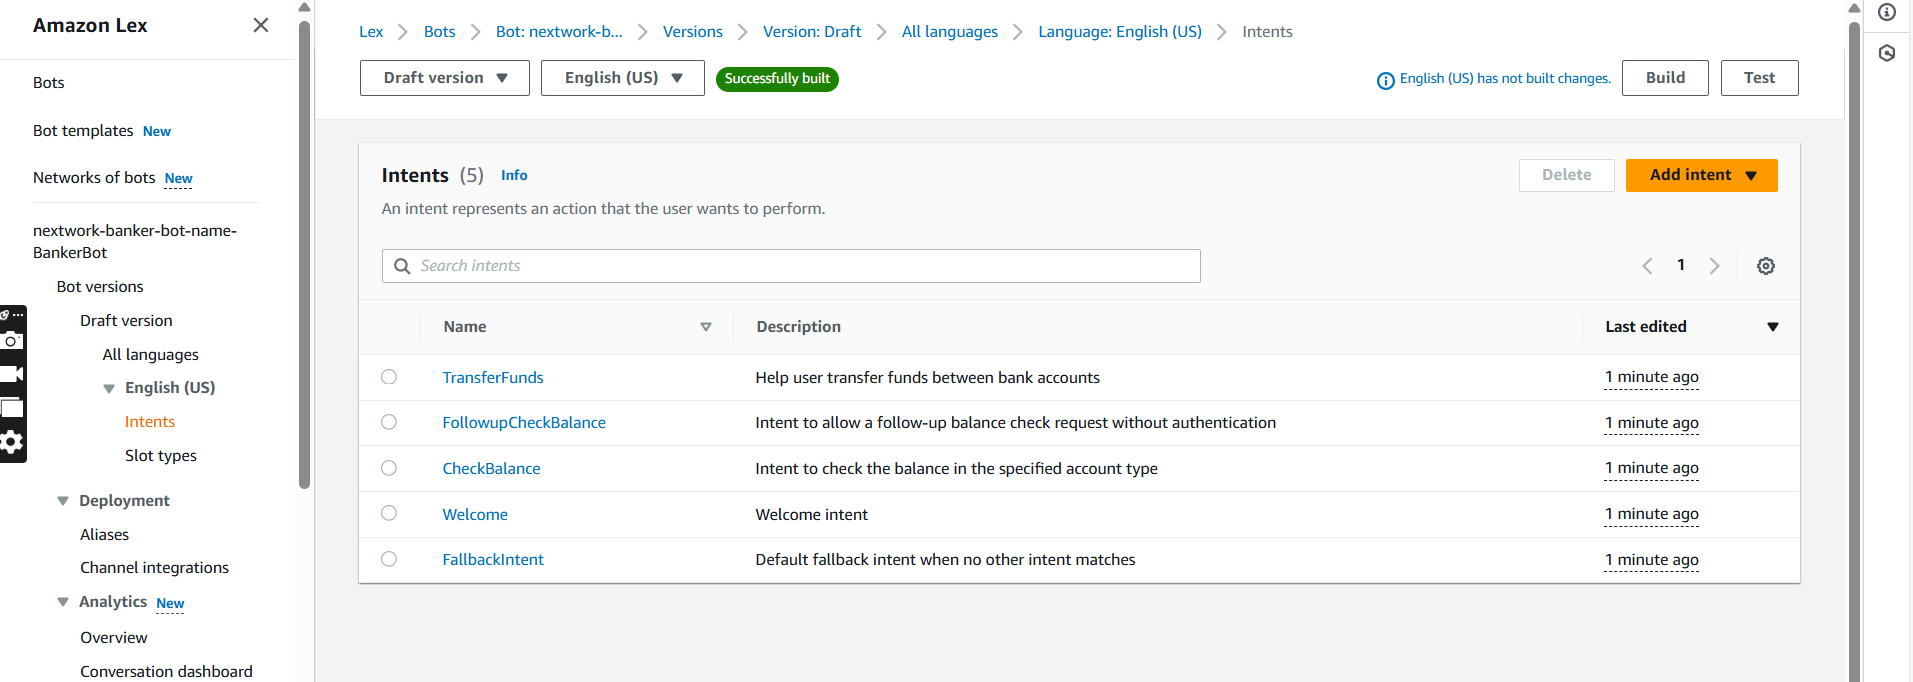 Amazon Lex
Bots
Bot templates New
Networks of bots New
nextwork-banker-bot-name-
BankerBot
Bot versions
Draft version
All languages
English (US)
Intents
Slot types
Deployment
Aliases
Channel integrations
Analytics New
Overview
Conversation dashboard
Lex Bots Bot: nextwork-b... Versions Version: Draft All languages Language: English (US) Intents
Draft version English (US) Successfully built English (US) has not built changes. Build Test
Intents (5) Info Delete Add intent
An intent represents an action that the user wants to perform.
Search intents 1
Name Description Last edited
TransferFunds Help user transfer funds between bank accounts 1 minute ago
FollowupCheckBalance Intent to allow a follow-up balance check request without authentication 1 minute ago
CheckBalance Intent to check the balance in the specified account type 1 minute ago
Welcome Welcome intent 1 minute ago
FallbackIntent Default fallback intent when no other intent matches 1 minute ago